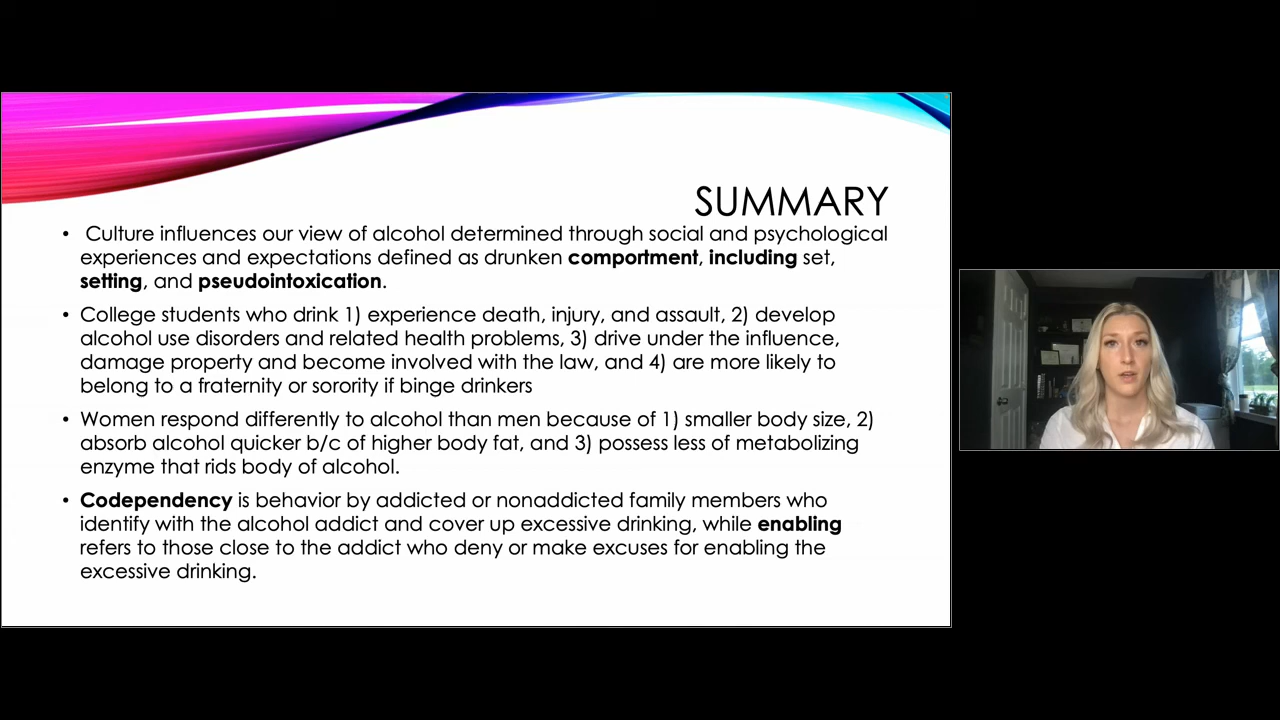 SUMMARY
• Culture influences our view of alcohol determined through social and psychological
experiences and expectations defined as drunken comportment, including set,
setting, and pseudointoxication.
• College students who drink 1) experience death, injury, and assault, 2) develop
alcohol use disorders and related health problems, 3) drive under the influence,
damage property and become involved with the law, and 4) are more likely to
belong to a fraternity or sorority if binge drinkers
• Women respond differently to alcohol than men because of 1) smaller body size, 2)
absorb alcohol quicker b/c of higher body fat, and 3) possess less of metabolizing
enzyme that rids body of alcohol.
• Codependency is behavior by addicted or nonaddicted family members who
identify with the alcohol addict and cover up excessive drinking, while enabling
refers to those close to the addict who deny or make excuses for enabling the
excessive drinking.